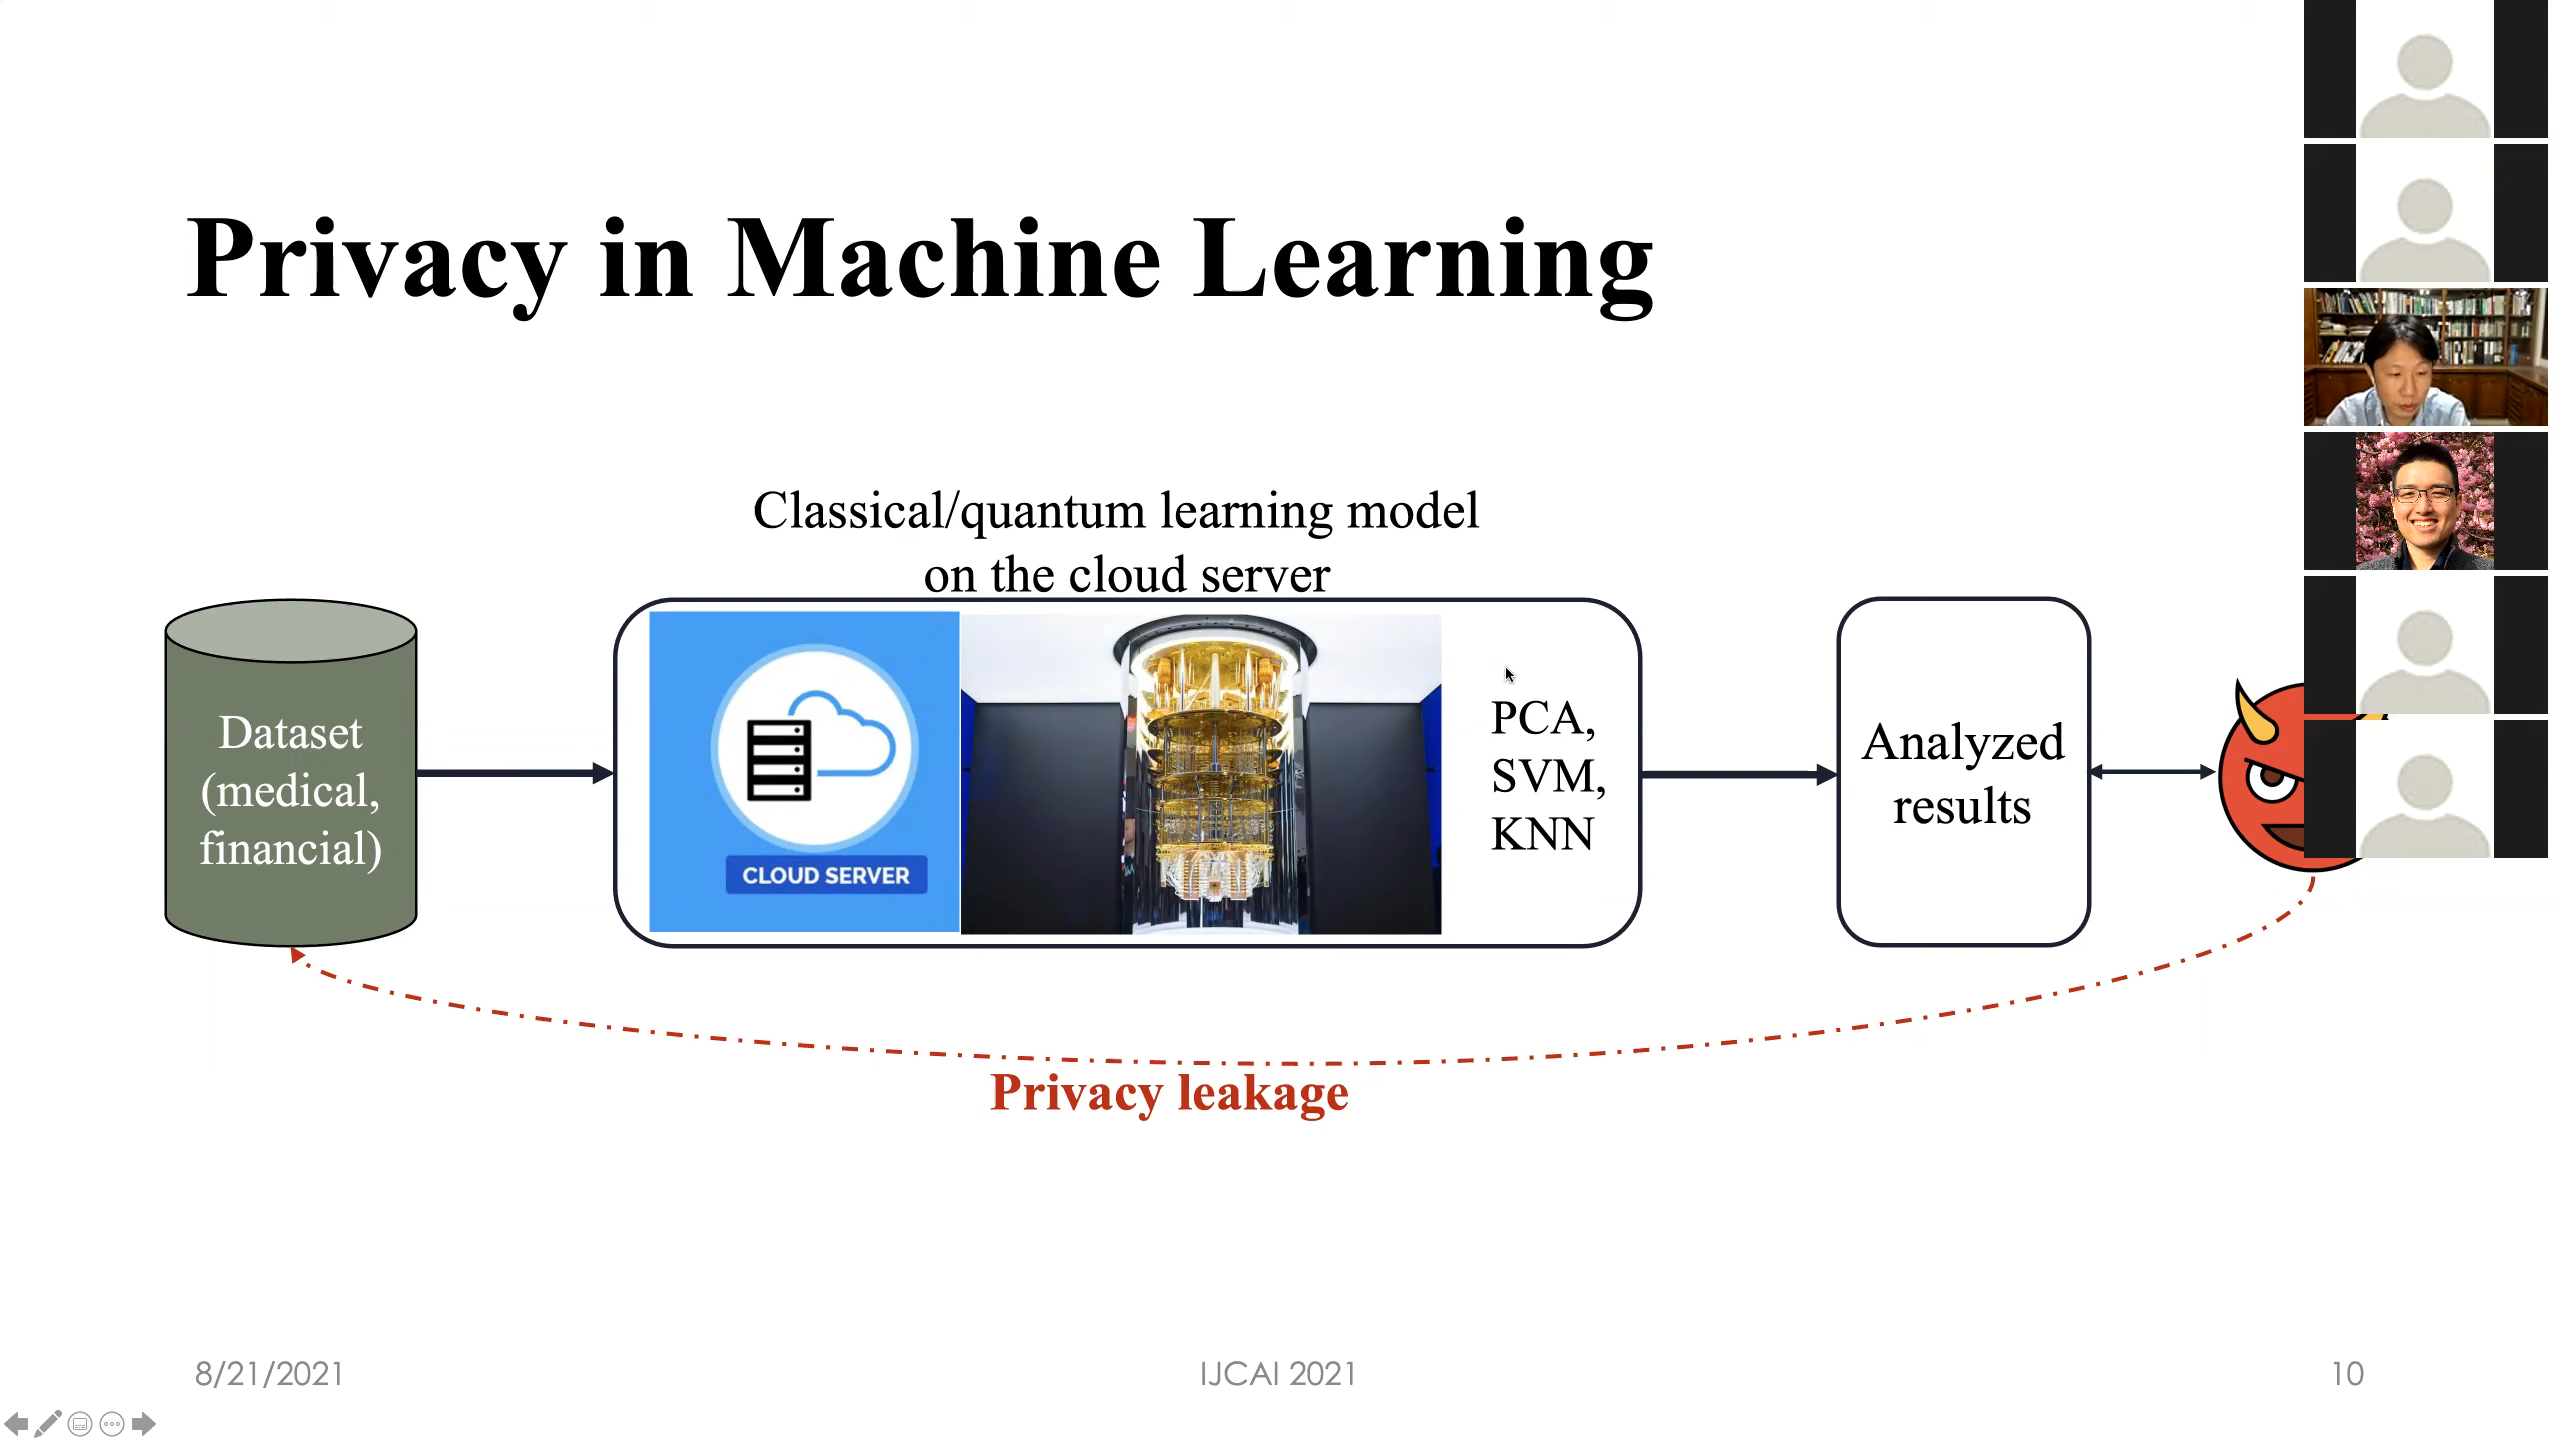 Privacy in Machine Learning
Classical/quantum learning model
on the cloud server
Dataset
(medical,
financial)
CLOUD SERVER
PCA,
SVM,
KNN
Analyzed
results
Privacy leakage
8/21/2021
IJCAI 2021
10